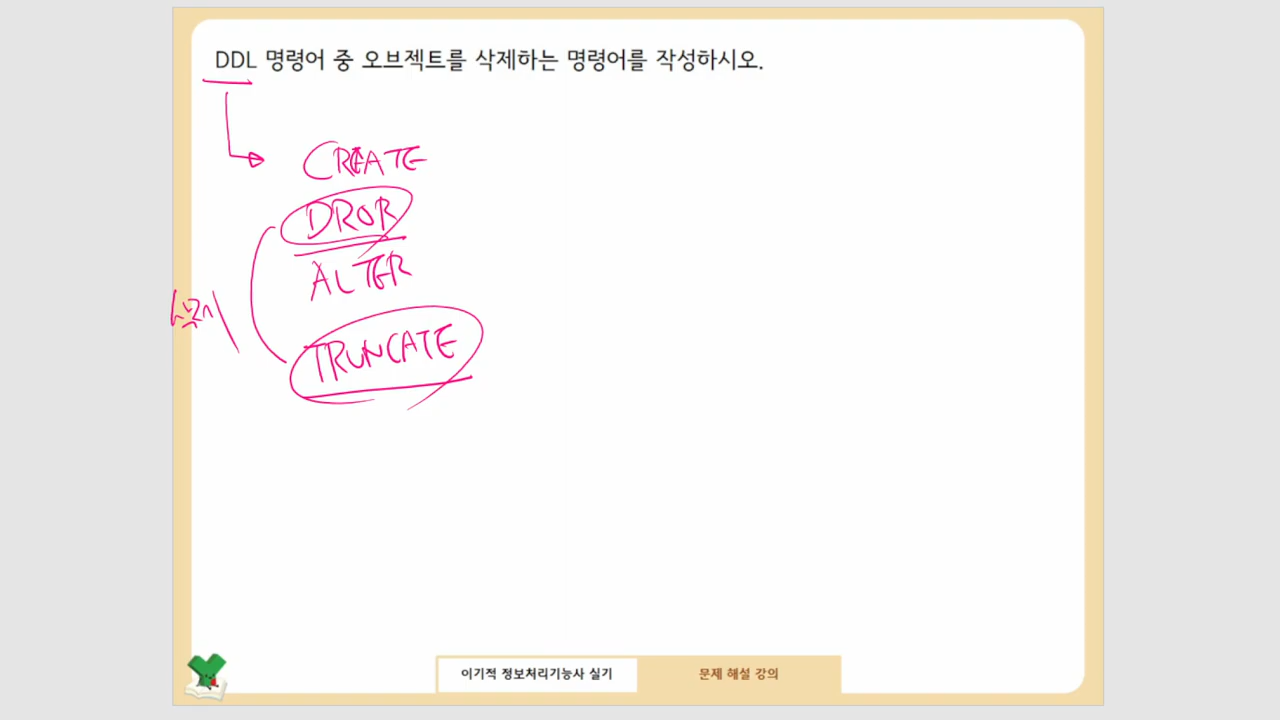 DDL 명령어 중 오브젝트를 삭제하는 명령어를 작성하시오.
CREATE
DROP
ALTER
삭제
TRUNCATE
이기적 정보처리기능사 실기
문제 해설 강의